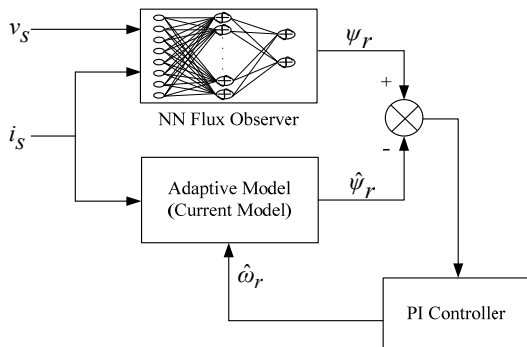 v_s
ψ_r
+
NN Flux Observer
i_s
-
Adaptive Model
(Current Model)
ψ̂_r
ω̂_r
PI Controller